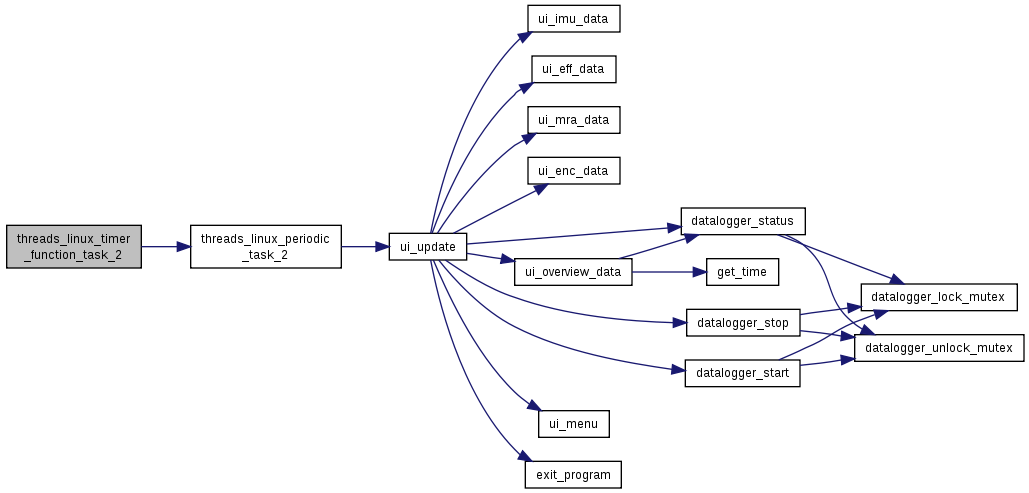 ui_imu_data
ui_eff_data
ui_mra_data
ui_enc_data
threads_linux_timer
_function_task_2
threads_linux_periodic
_task_2
ui_update
datalogger_status
ui_overview_data
get_time
datalogger_lock_mutex
datalogger_stop
datalogger_unlock_mutex
datalogger_start
ui_menu
exit_program